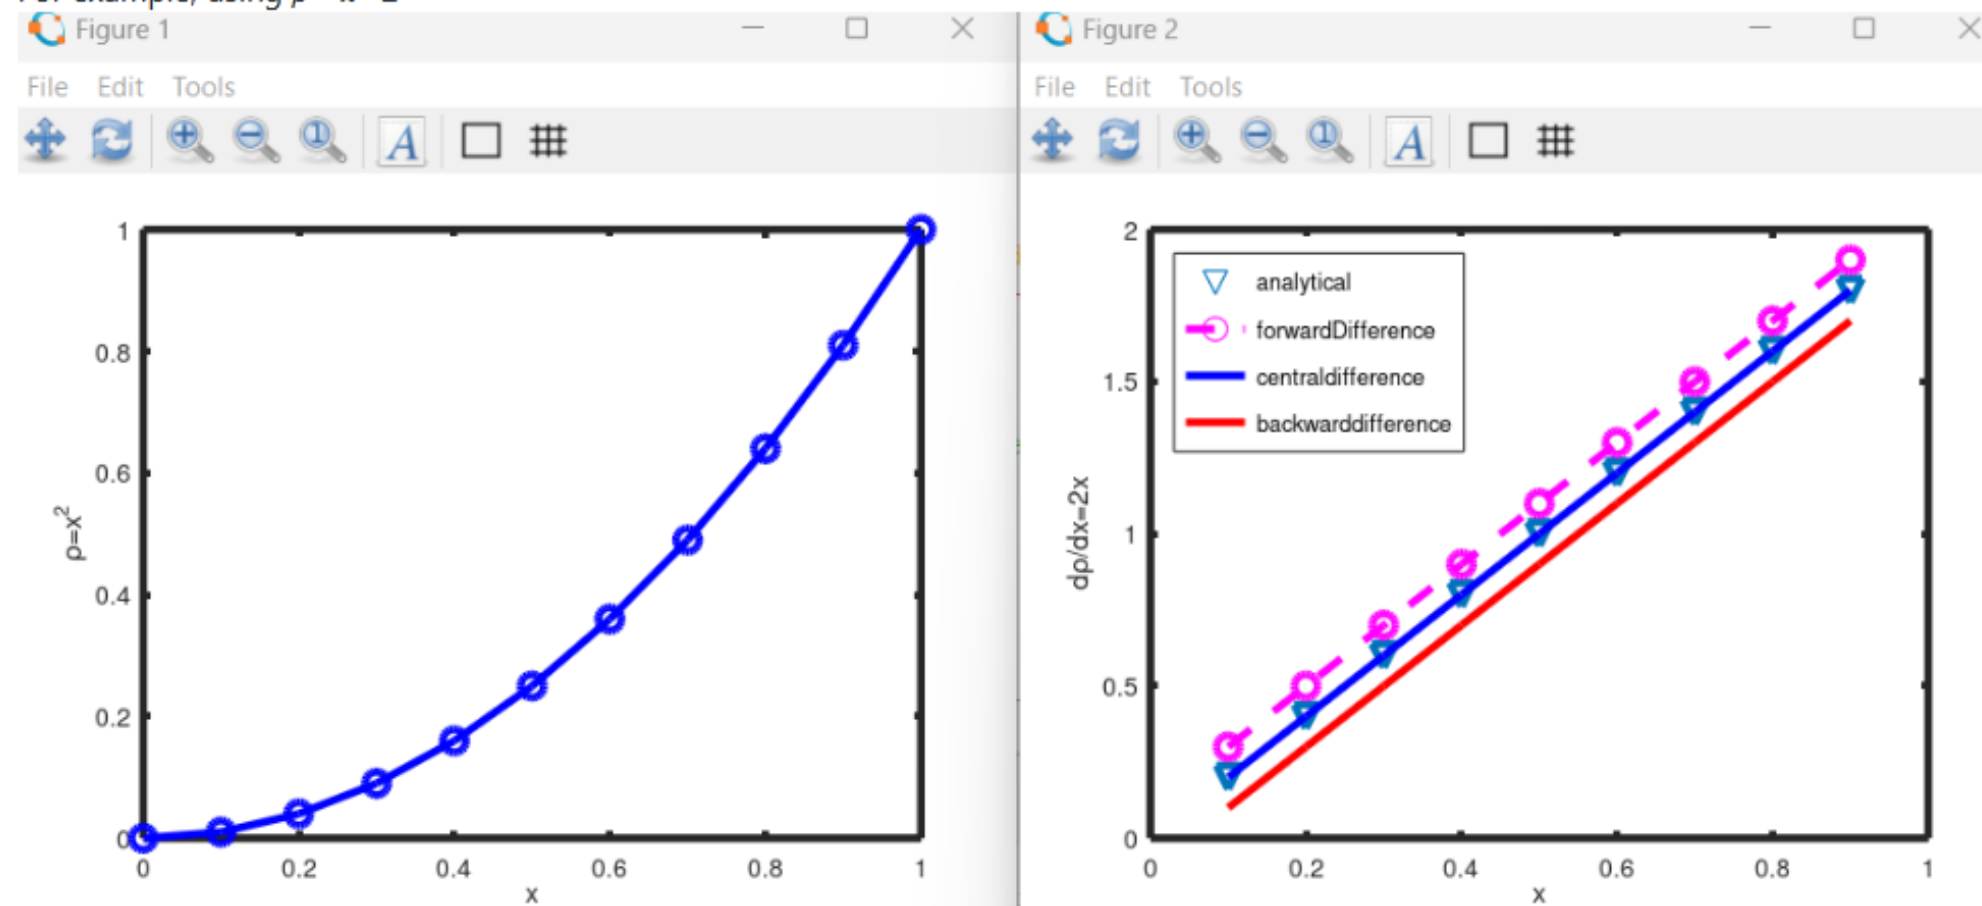 Figure 1
File Edit Tools
A
1
0.8
0.6
0.4
0.2
0
0 0.2 0.4 0.6 0.8 1
ρ=x²
x
Figure 2
File Edit Tools
A
analytical
forwardDifference
centraldifference
backwarddifference
2
1.5
1
0.5
0
0 0.2 0.4 0.6 0.8 1
dρ/dx=2x
x